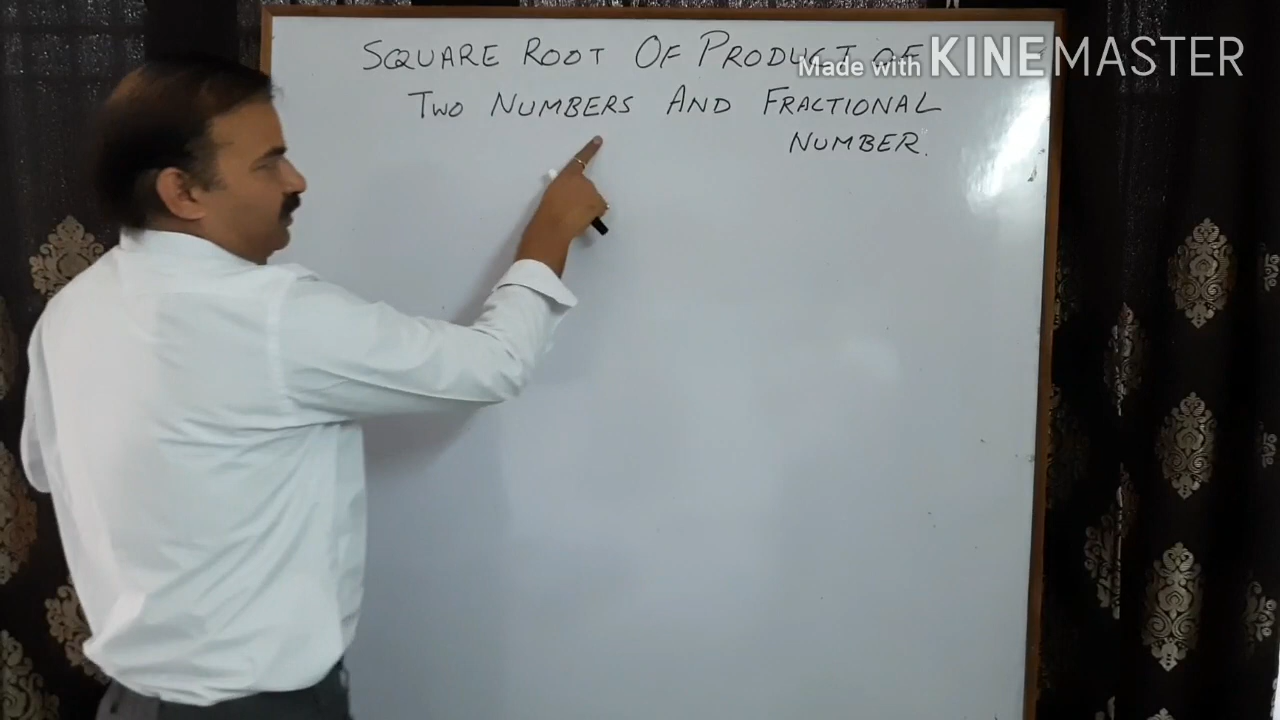 SQUARE ROOT OF PRODUCT OF
Made with KINEMASTER
TWO NUMBERS AND FRACTIONAL
NUMBER.